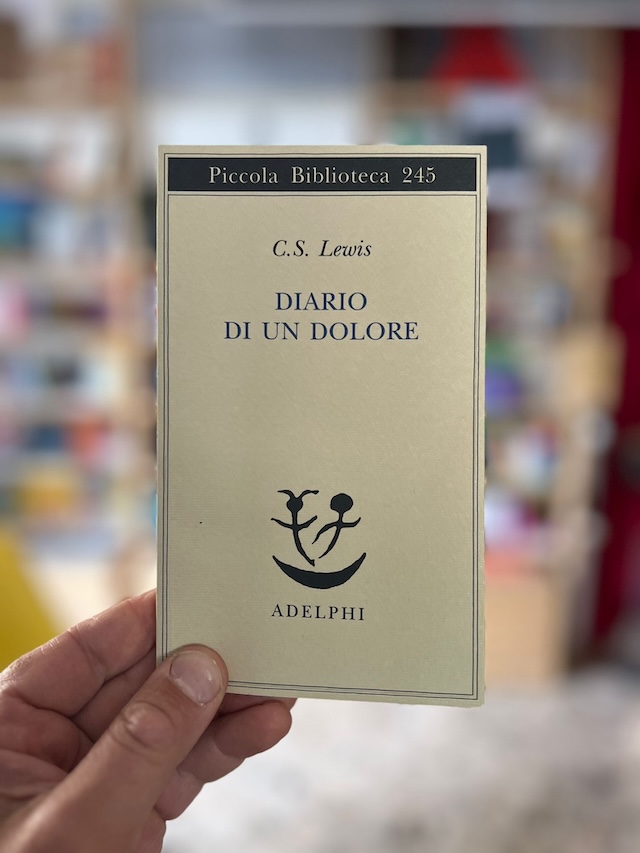 Piccola Biblioteca 245
C.S. Lewis
DIARIO
DI UN DOLORE
ADELPHI